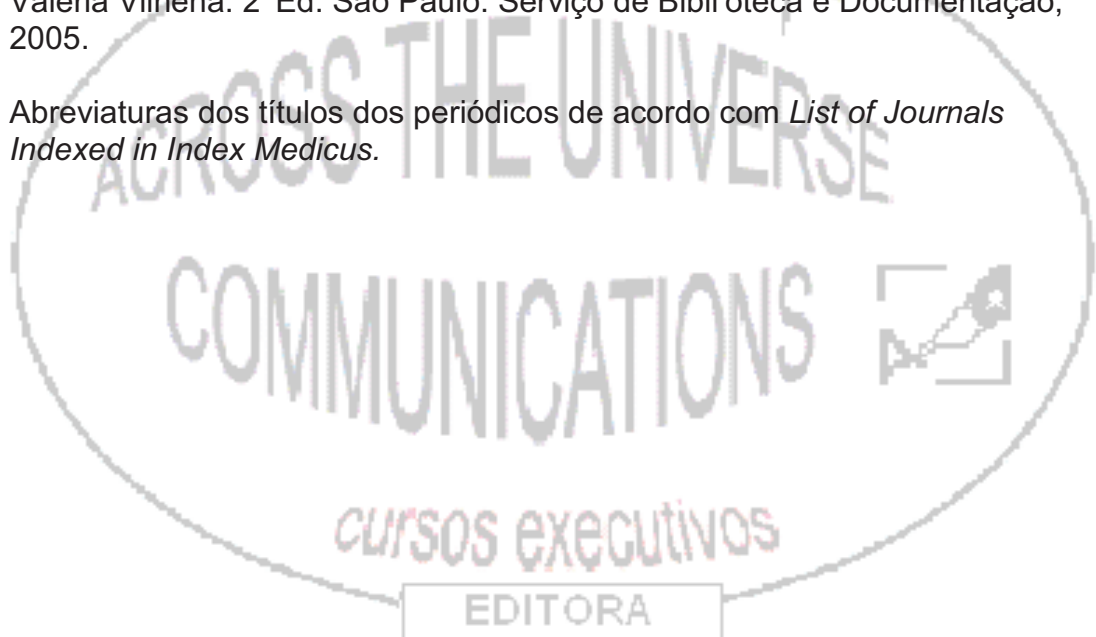 Valéria Vilhena. 2 Ed. São Paulo. Serviço de Biblioteca e Documentação,
2005.
Abreviaturas dos títulos dos periódicos de acordo com List of Journals
Indexed in Index Medicus.
ACROSS THE UNIVERSE
COMMUNICATIONS
cursos executivos
EDITORA